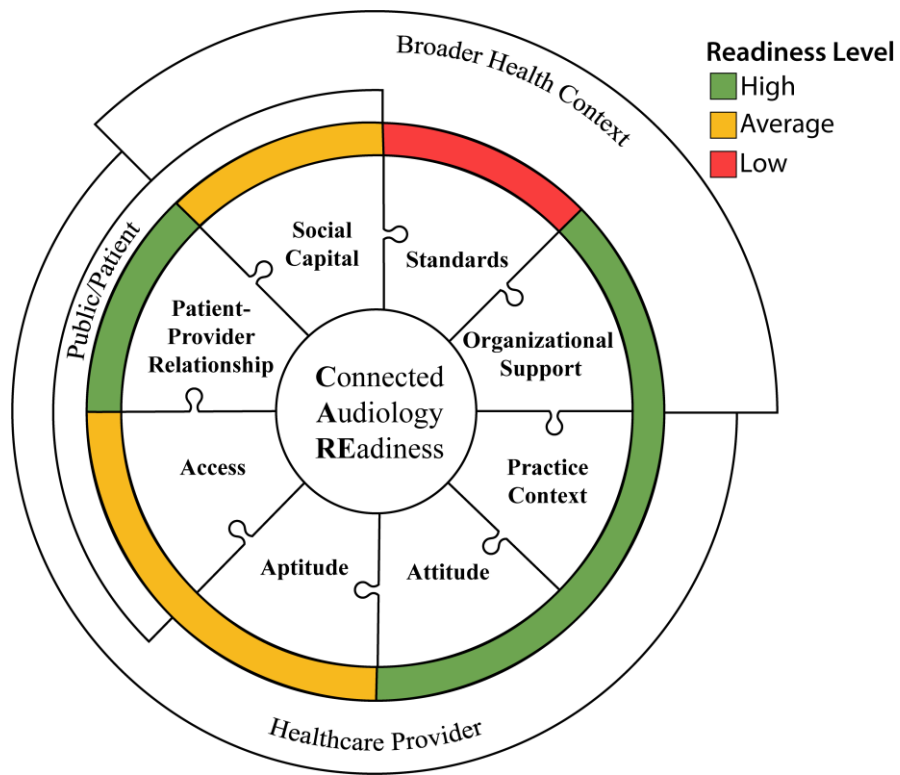 Broader Health Context
Readiness Level
High
Average
Low
Public/Patient
Social
Capital
Standards
Patient-
Provider
Relationship
Organizational
Support
Connected
Audiology
REadiness
Access
Practice
Context
Aptitude
Attitude
Healthcare Provider